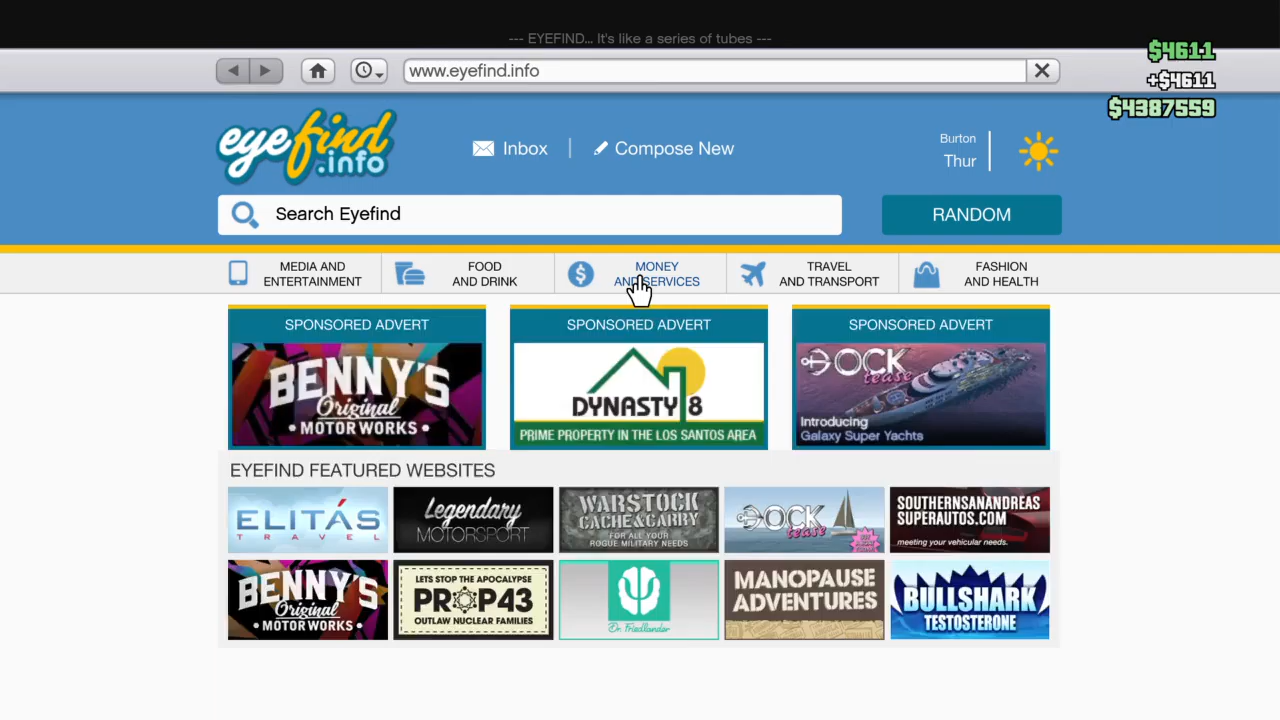 --- EYEFIND... It's like a series of tubes ---
$4611
+$4611
$4387559
www.eyefind.info
eyefind
.info
Inbox
Compose New
Burton
Thur
Search Eyefind
RANDOM
MEDIA AND
ENTERTAINMENT
FOOD
AND DRINK
MONEY
AND SERVICES
TRAVEL
AND TRANSPORT
FASHION
AND HEALTH
SPONSORED ADVERT
BENNY'S
Original
• MOTOR WORKS •
SPONSORED ADVERT
DYNASTY 8
PRIME PROPERTY IN THE LOS SANTOS AREA
SPONSORED ADVERT
DOCK
tease
Introducing
Galaxy Super Yachts
EYEFIND FEATURED WEBSITES
ELITÁS
TRAVEL
Legendary
MOTORSPORT
WARSTOCK
CACHE & CARRY
FOR ALL YOUR
ROGUE MILITARY NEEDS
DOCK
tease
SOUTHERNSANANDREAS
SUPERAUTOS.COM
meeting your vehicular needs.
BENNY'S
Original
• MOTOR WORKS •
LETS STOP THE APOCALYPSE
PROP43
OUTLAW NUCLEAR FAMILIES
Dr. Friedlander
MANOPAUSE
ADVENTURES
BULLSHARK
TESTOSTERONE